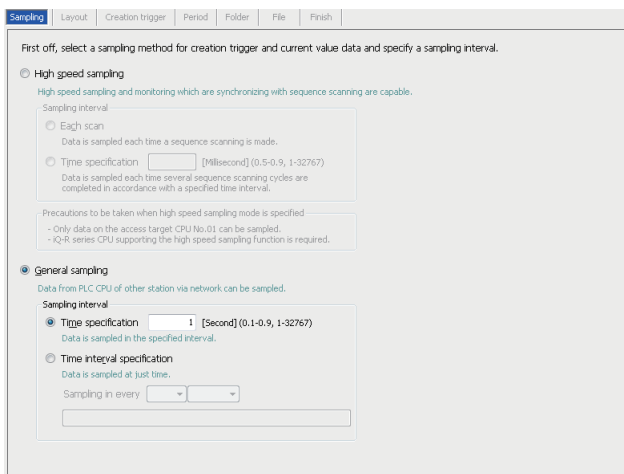 Sampling Layout Creation trigger Period Folder File Finish
First off, select a sampling method for creation trigger and current value data and specify a sampling interval.
High speed sampling
High speed sampling and monitoring which are synchronizing with sequence scanning are capable.
Sampling interval
Each scan
Data is sampled each time a sequence scanning is made.
Time specification [Millisecond] (0.5-0.9, 1-32767)
Data is sampled each time several sequence scanning cycles are
completed in accordance with a specified time interval.
Precautions to be taken when high speed sampling mode is specified
- Only data on the access target CPU No.01 can be sampled.
- iQ-R series CPU supporting the high speed sampling function is required.
General sampling
Data from PLC CPU of other station via network can be sampled.
Sampling interval
Time specification 1 [Second] (0.1-0.9, 1-32767)
Data is sampled in the specified interval.
Time interval specification
Data is sampled at just time.
Sampling in every